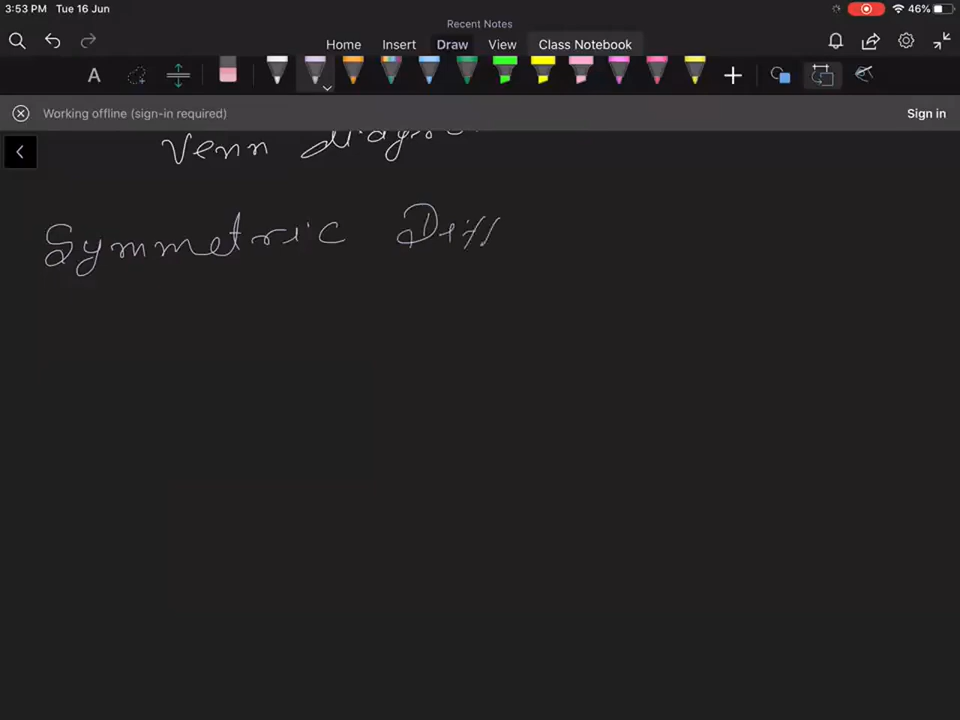 3:53 PM Tue 16 Jun 46%
Recent Notes
Home Insert Draw View Class Notebook
A
Working offline (sign-in required) Sign in
Venn
Symmetric Diff